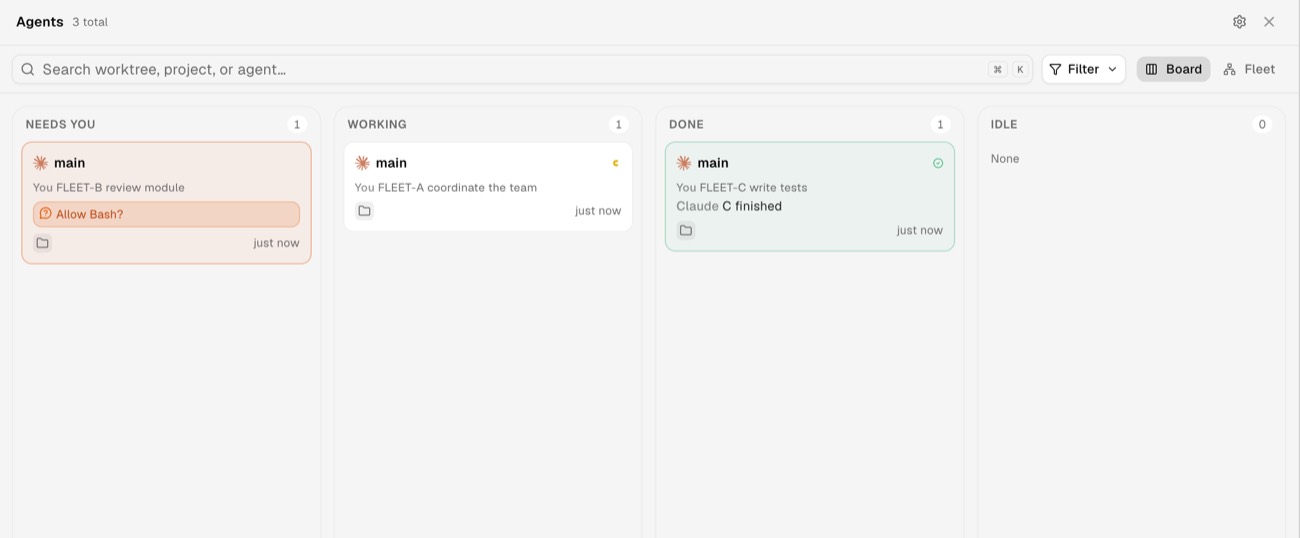 Agents 3 total
Search worktree, project, or agent... ⌘ K Filter Board Fleet
NEEDS YOU 1
main
You FLEET-B review module
Allow Bash?
just now
WORKING 1
main
You FLEET-A coordinate the team
just now
DONE 1
main
You FLEET-C write tests
Claude C finished
just now
IDLE 0
None